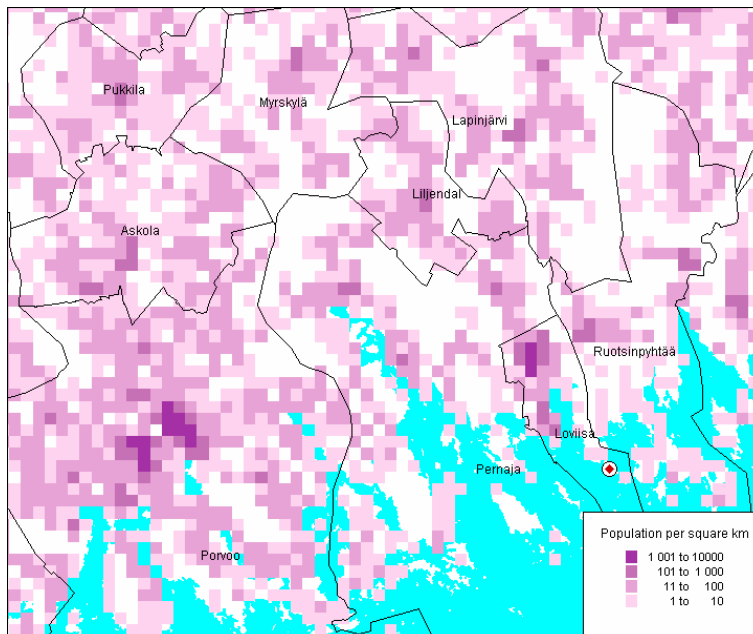 Pukkila
Myrskylä
Lapinjärvi
Liljendal
Askola
Ruotsinpyhtää
Loviisa
Pernaja
Porvoo
Population per square km
1 001 to 10000
101 to 1 000
11 to 100
1 to 10